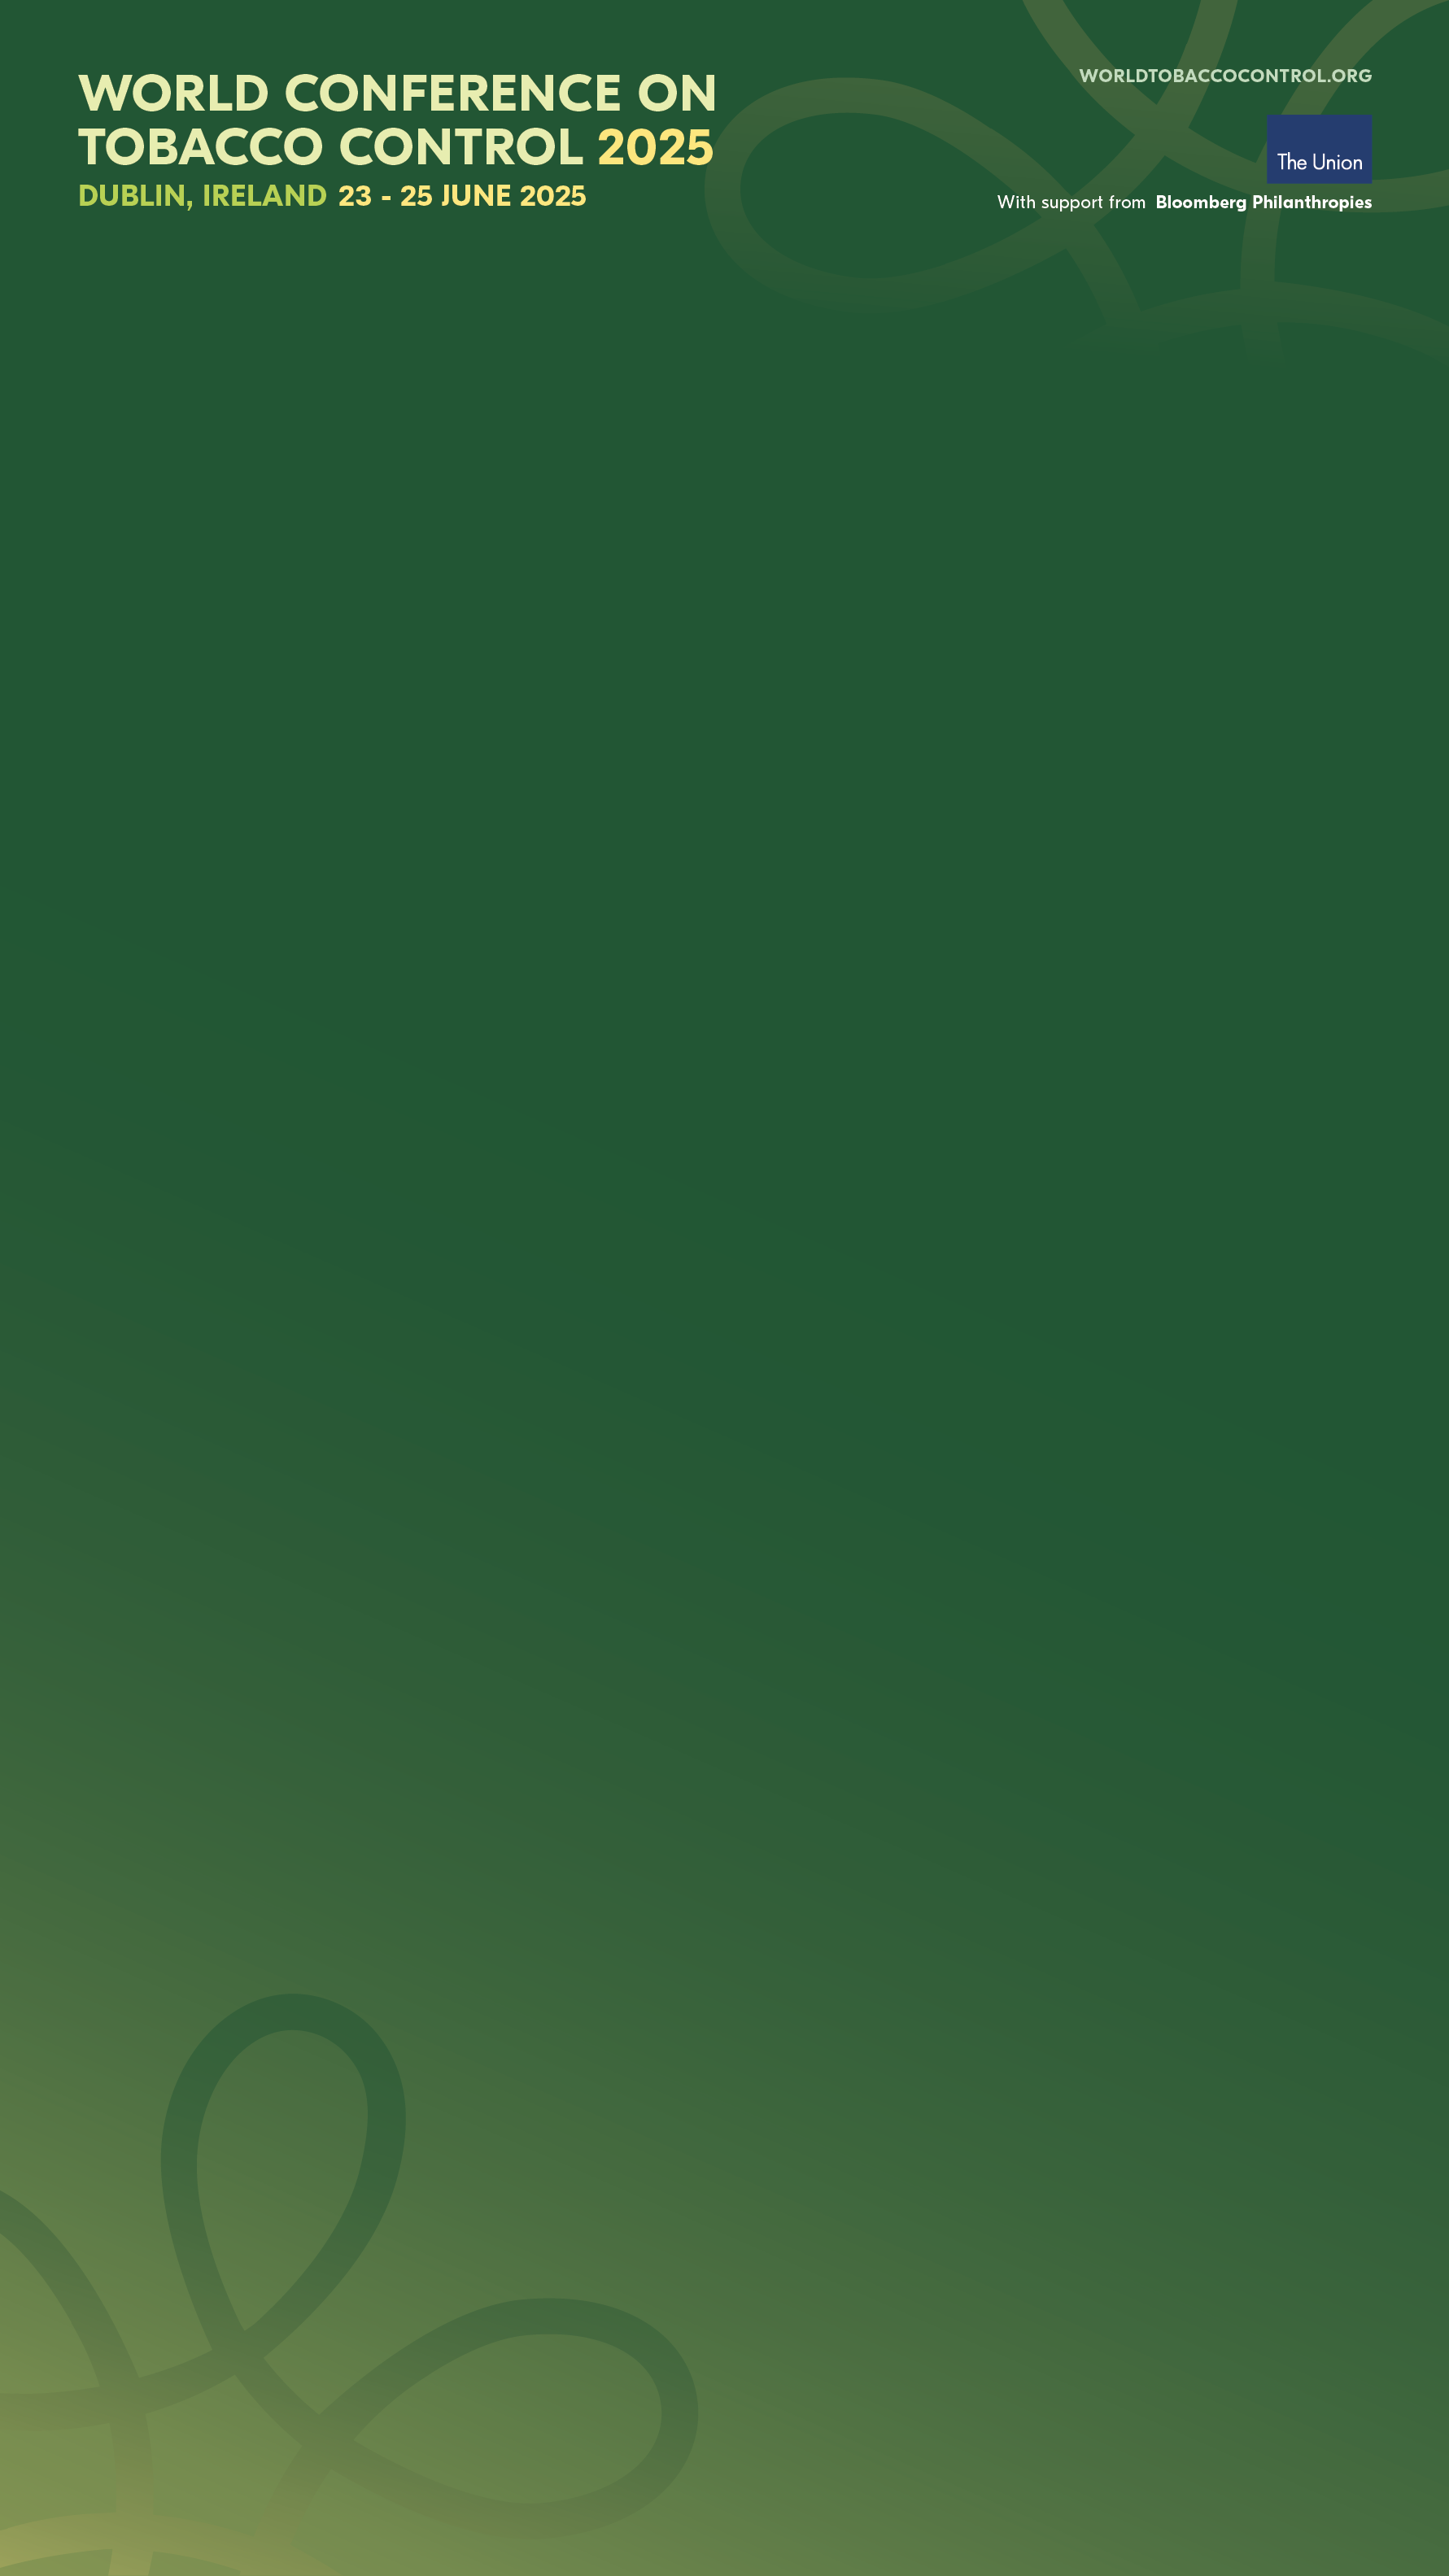 WORLD CONFERENCE ON
TOBACCO CONTROL 2025
DUBLIN, IRELAND 23 - 25 JUNE 2025
WORLDTOBACCOCONTROL.ORG
The Union
With support from Bloomberg Philanthropies